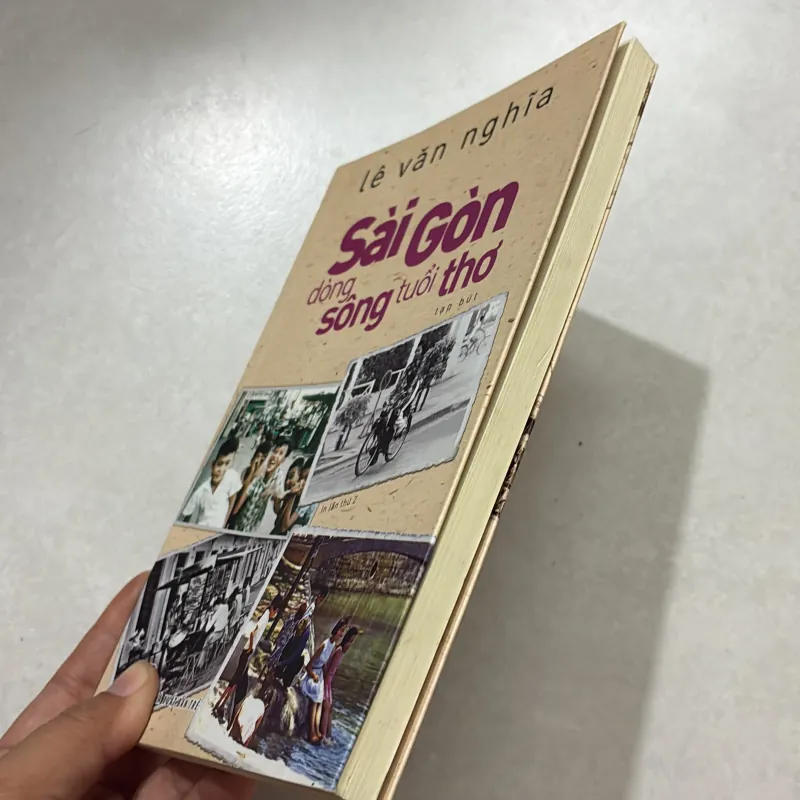 lê văn nghĩa
Sài Gòn
dòng sông tuổi thơ
tạp bút
In lần thứ 2